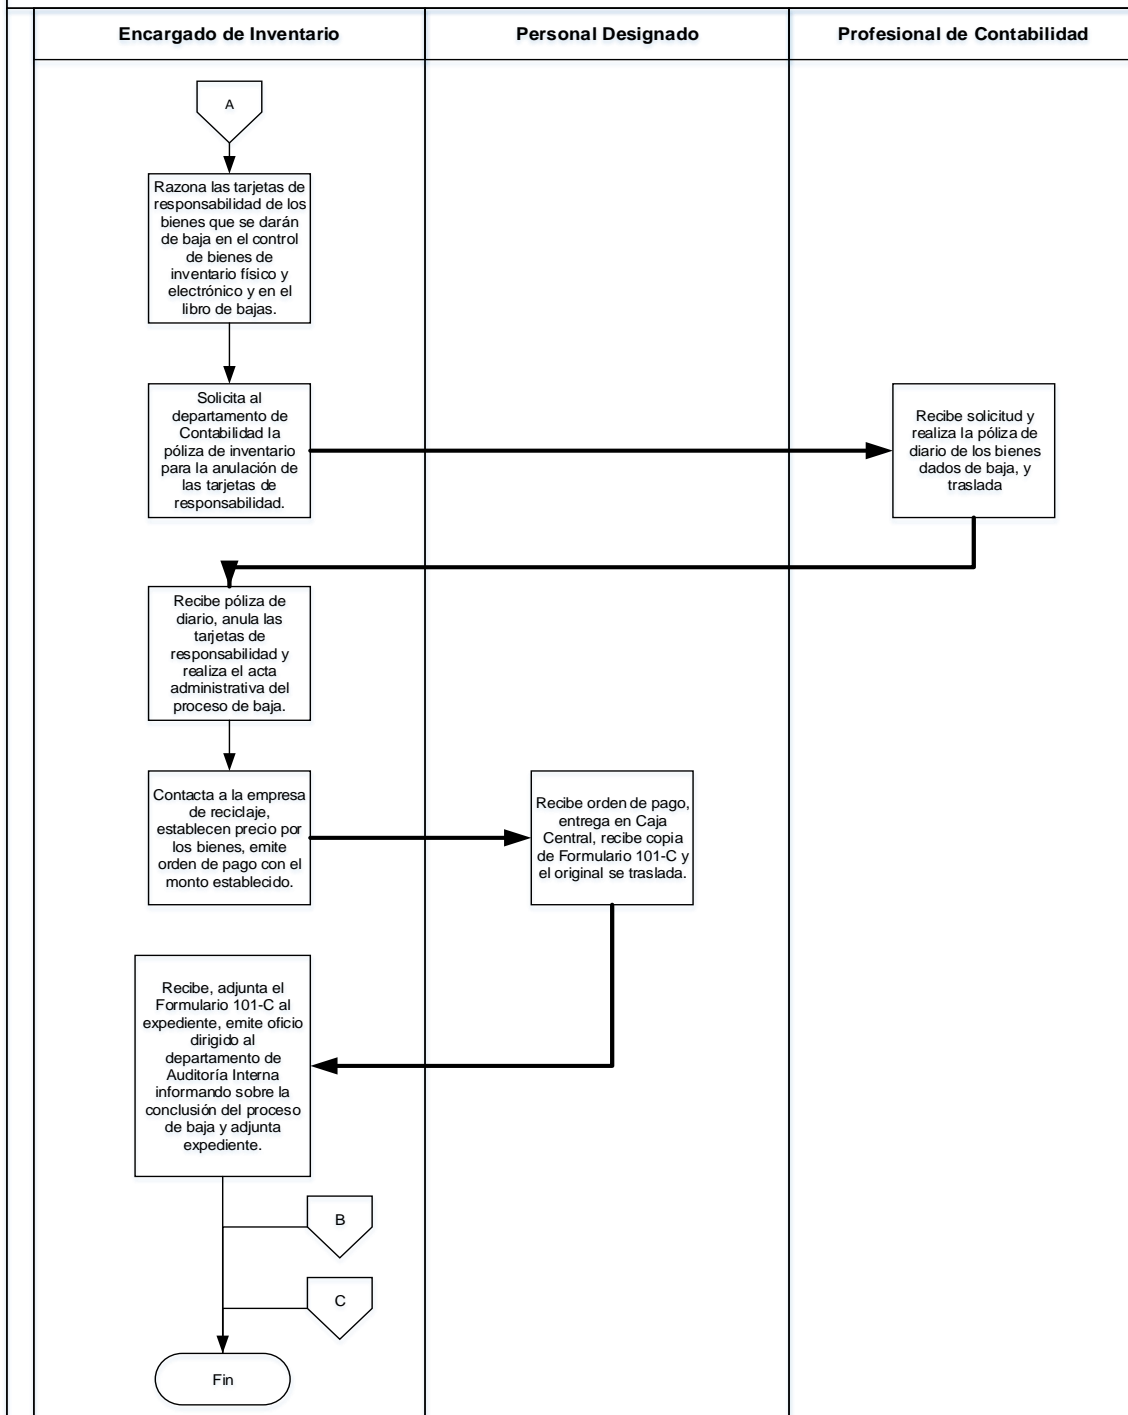 Encargado de Inventario
Personal Designado
Profesional de Contabilidad
A
Razona las tarjetas de
responsabilidad de los
bienes que se darán
de baja en el control
de bienes de
inventario físico y
electrónico y en el
libro de bajas.
Solicita al
departamento de
Contabilidad la
póliza de inventario
para la anulación de
las tarjetas de
responsabilidad.
Recibe solicitud y
realiza la póliza de
diario de los bienes
dados de baja, y
traslada
Recibe póliza de
diario, anula las
tarjetas de
responsabilidad y
realiza el acta
administrativa del
proceso de baja.
Contacta a la empresa
de reciclaje,
establecen precio por
los bienes, emite
orden de pago con el
monto establecido.
Recibe orden de pago,
entrega en Caja
Central, recibe copia
de Formulario 101-C y
el original se traslada.
Recibe, adjunta el
Formulario 101-C al
expediente, emite oficio
dirigido al
departamento de
Auditoría Interna
informando sobre la
conclusión del proceso
de baja y adjunta
expediente.
B
C
Fin